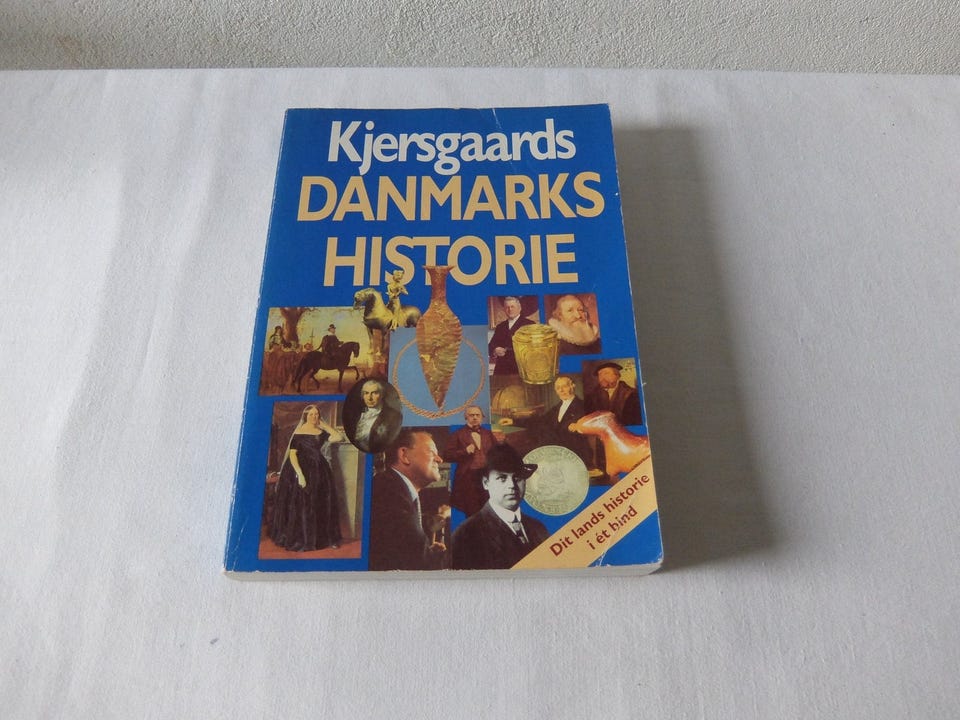 Kjersgaards
DANMARKS
HISTORIE
Dit lands historie
i ét bind